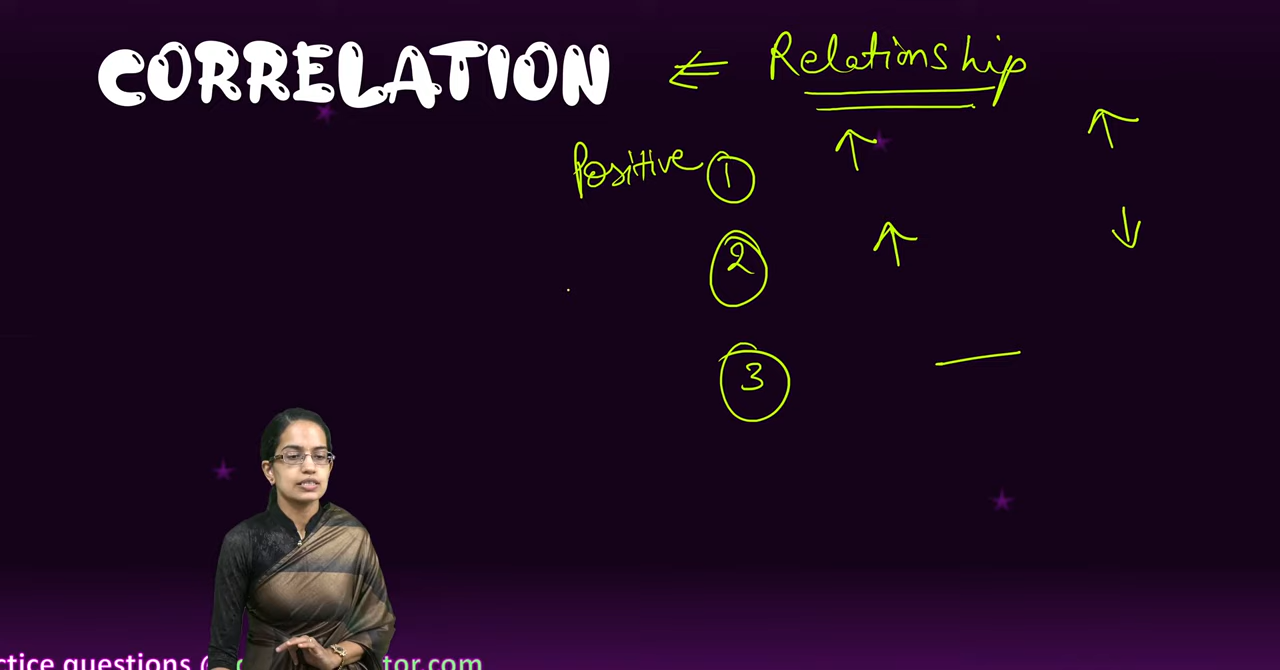 CORRELATION ⇐ Relationship
Positive 1 ↑ ↑
2 ↑ ↓
3 —
ctice questions @
tor.com